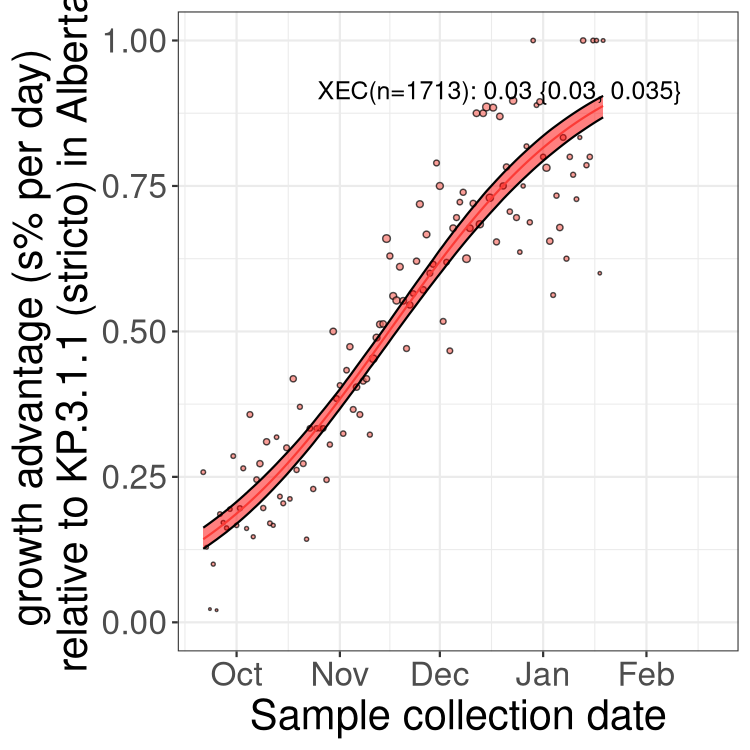 growth advantage (s% per day)
relative to KP.3.1.1 (stricto) in Alberta
1.00
0.75
0.50
0.25
0.00
XEC(n=1713): 0.03 {0.03, 0.035}
Oct Nov Dec Jan Feb
Sample collection date